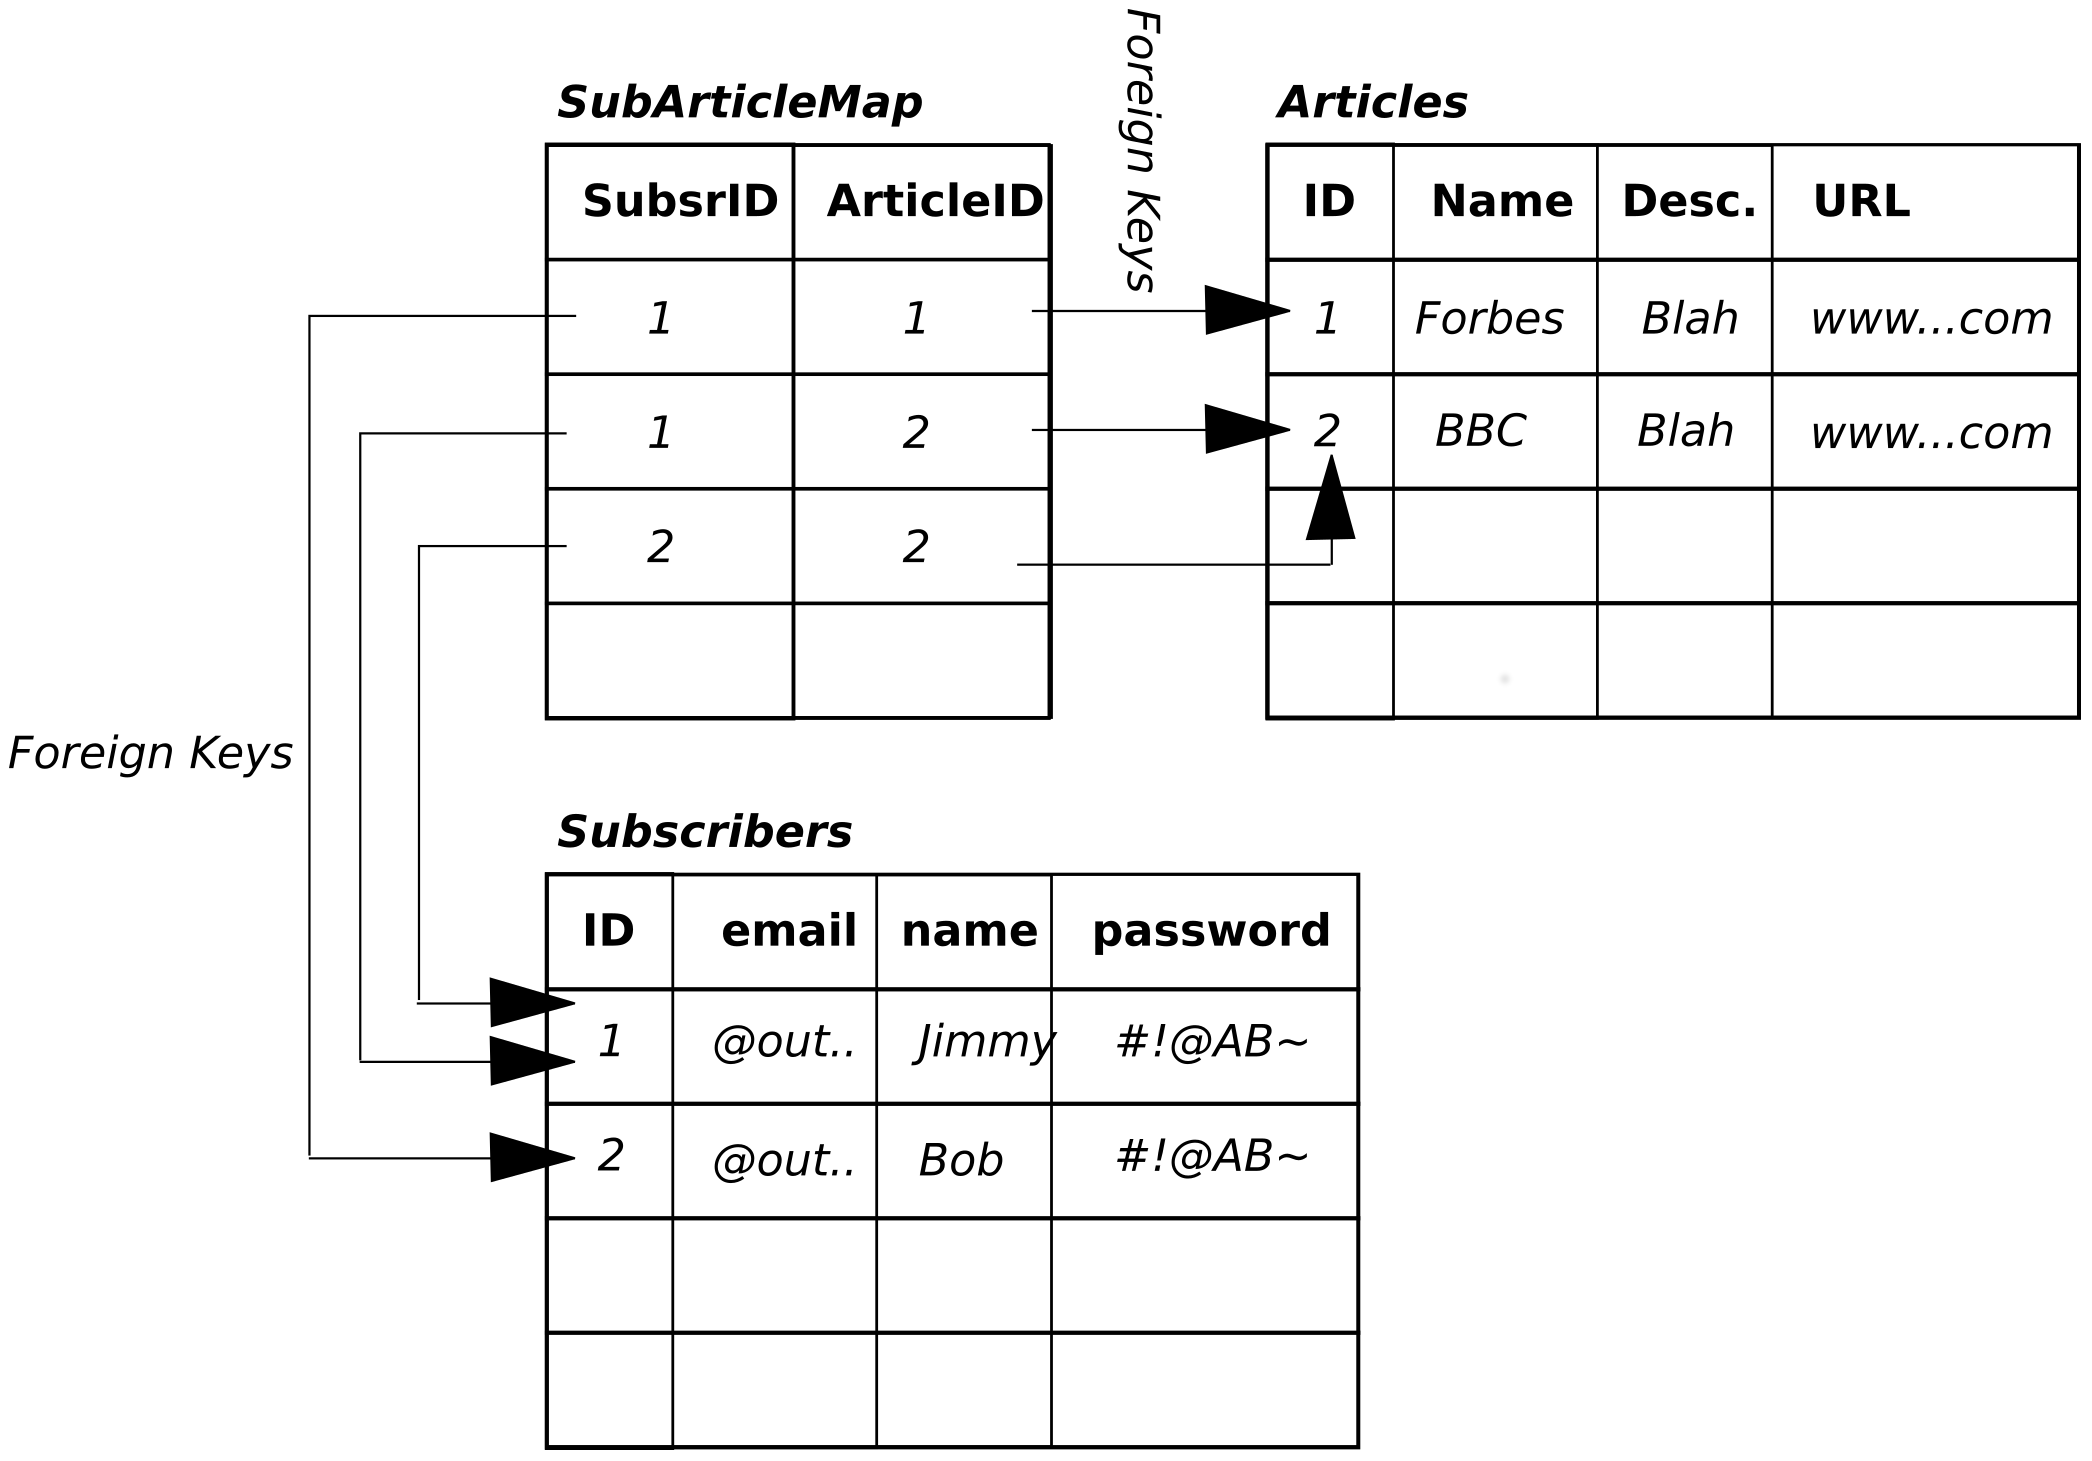 Foreign Keys
SubArticleMap
SubsrID ArticleID
1 1
1 2
2 2
Articles
ID Name Desc. URL
1 Forbes Blah www...com
2 BBC Blah www...com
Foreign Keys
Subscribers
ID email name password
1 @out.. Jimmy #!@AB~
2 @out.. Bob #!@AB~